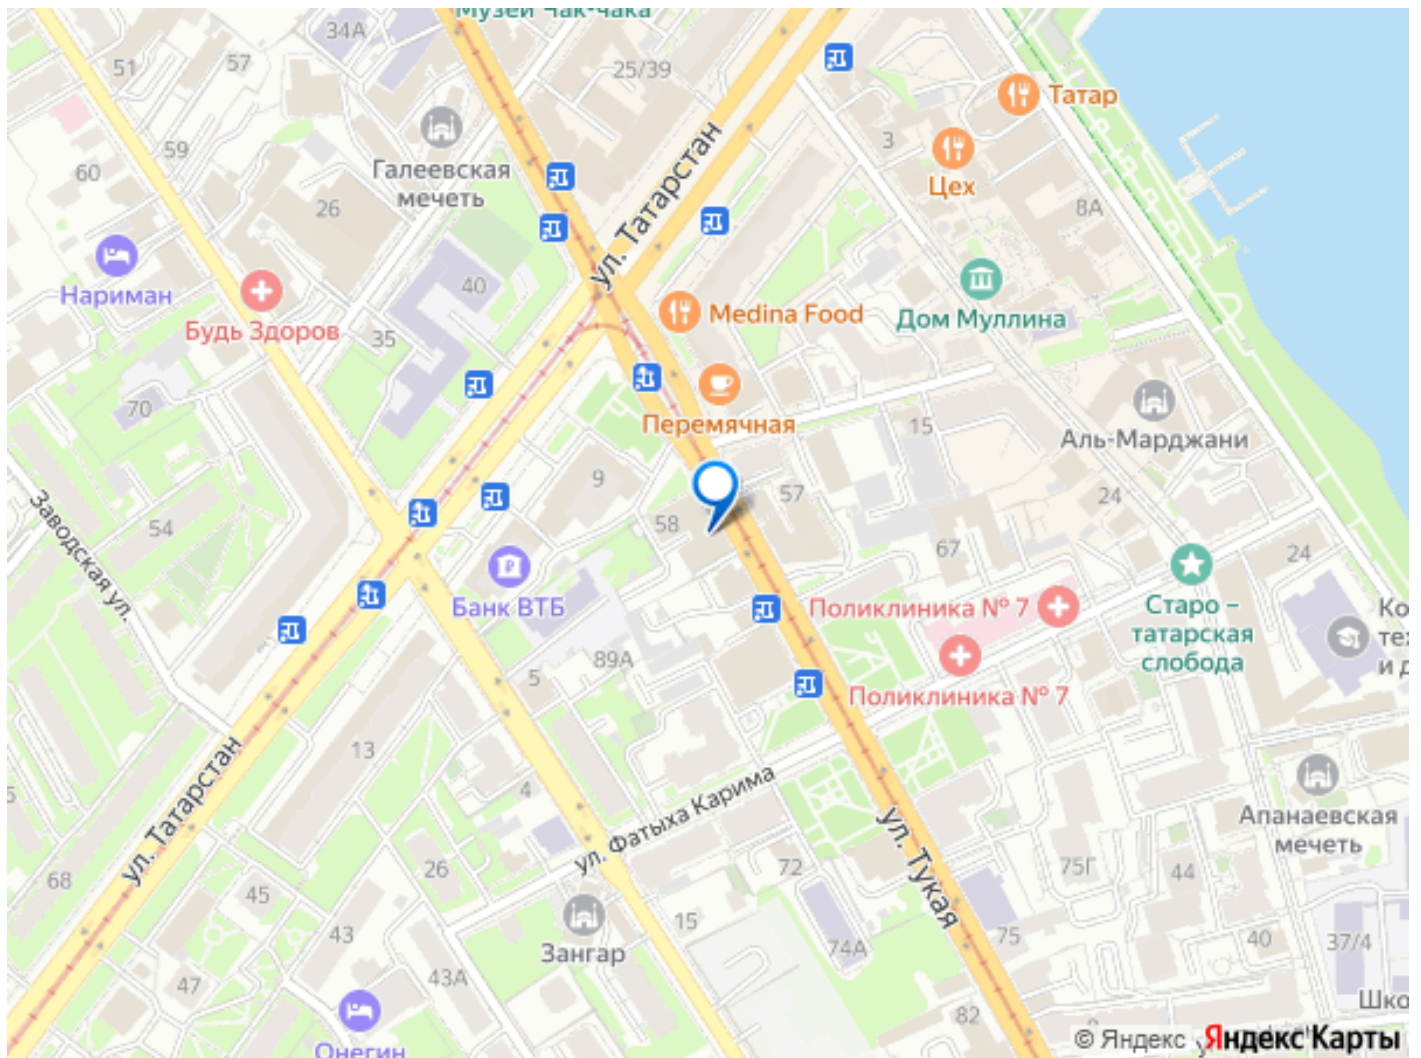 Музей Чак-чака
34А
51
57
25/39
Татар
59
Галеевская
мечеть
60
26
3
Цех
8А
ул. Татарстан
Нариман
40
Medina Food
Дом Муллина
Будь Здоров
35
70
Перемячная
15
Аль-Марджани
9
58
57
24
Заводская ул.
54
67
24
Банк ВТБ
Поликлиника № 7
Старо –
татарская
слобода
89А
5
Поликлиника № 7
13
4
ул. Татарстан
ул. Фатыха Карима
ул. Тукая
Апанаевская
мечеть
68
26
72
75Г
44
45
43
Зангар
15
74А
75
40
37/4
47
43А
82
Онегин
© Яндекс Яндекс Карты